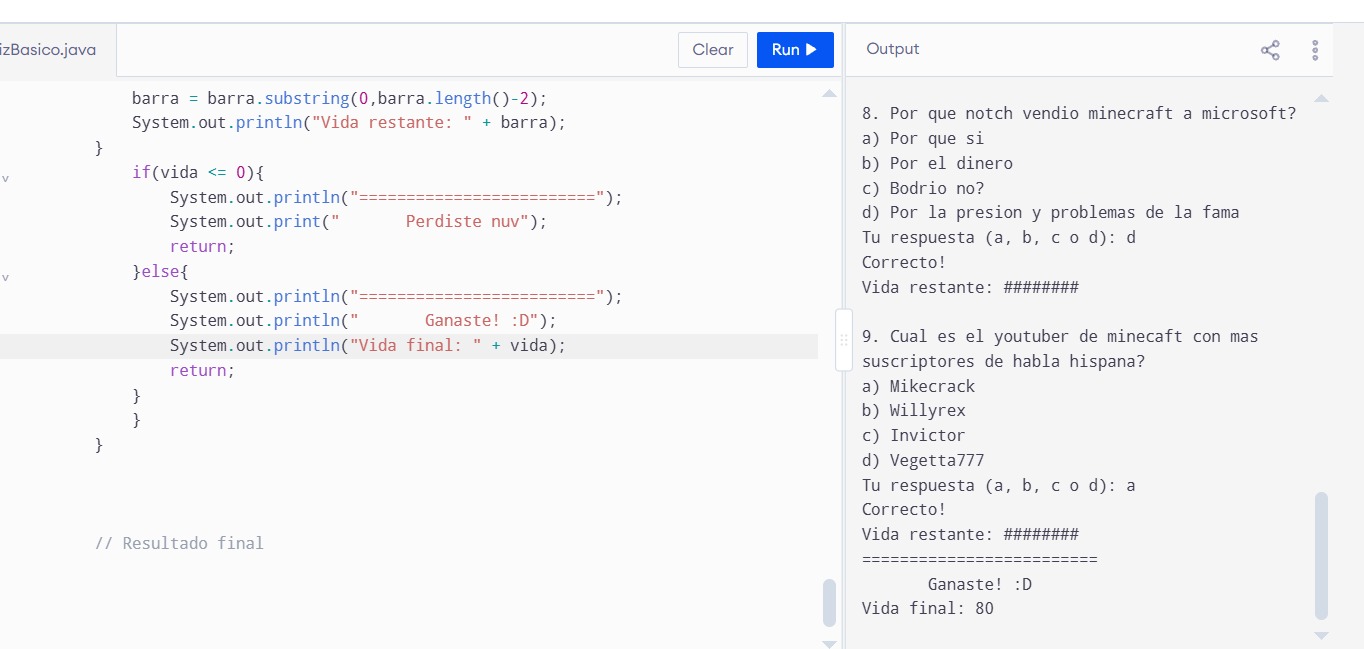 izBasico.java
Clear
Run
barra = barra.substring(0,barra.length()-2);
System.out.println("Vida restante: " + barra);
}
if(vida <= 0){
System.out.println("=========================");
System.out.print("       Perdiste nuv");
return;
}else{
System.out.println("=========================");
System.out.println("       Ganaste! :D");
System.out.println("Vida final: " + vida);
return;
}
}
}
// Resultado final
Output
8. Por que notch vendio minecraft a microsoft?
a) Por que si
b) Por el dinero
c) Bodrio no?
d) Por la presion y problemas de la fama
Tu respuesta (a, b, c o d): d
Correcto!
Vida restante: ########
9. Cual es el youtuber de minecaft con mas
suscriptores de habla hispana?
a) Mikecrack
b) Willyrex
c) Invictor
d) Vegetta777
Tu respuesta (a, b, c o d): a
Correcto!
Vida restante: ########
=========================
Ganaste! :D
Vida final: 80